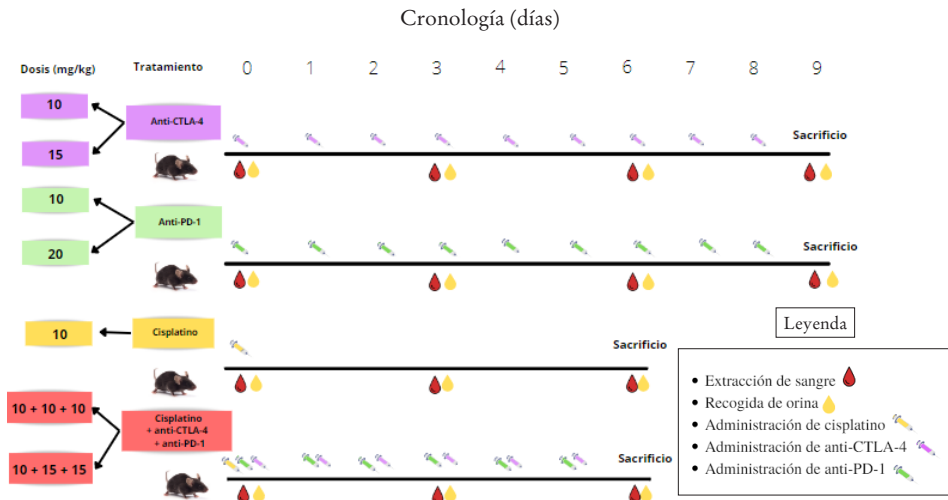 Cronología (días)
Dosis (mg/kg)
Tratamiento
0 1 2 3 4 5 6 7 8 9
10
Anti-CTLA-4
15
Sacrificio
10
Anti-PD-1
20
Sacrificio
10
Cisplatino
Sacrificio
10 + 10 + 10
Cisplatino
+ anti-CTLA-4
+ anti-PD-1
10 + 15 + 15
Sacrificio
Leyenda
• Extracción de sangre
• Recogida de orina
• Administración de cisplatino
• Administración de anti-CTLA-4
• Administración de anti-PD-1